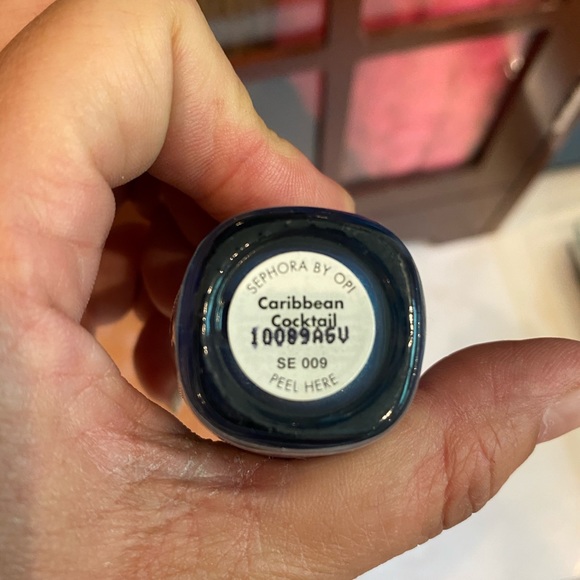 SEPHORA BY OPI
Caribbean
Cocktail
10089A6V
SE 009
PEEL HERE